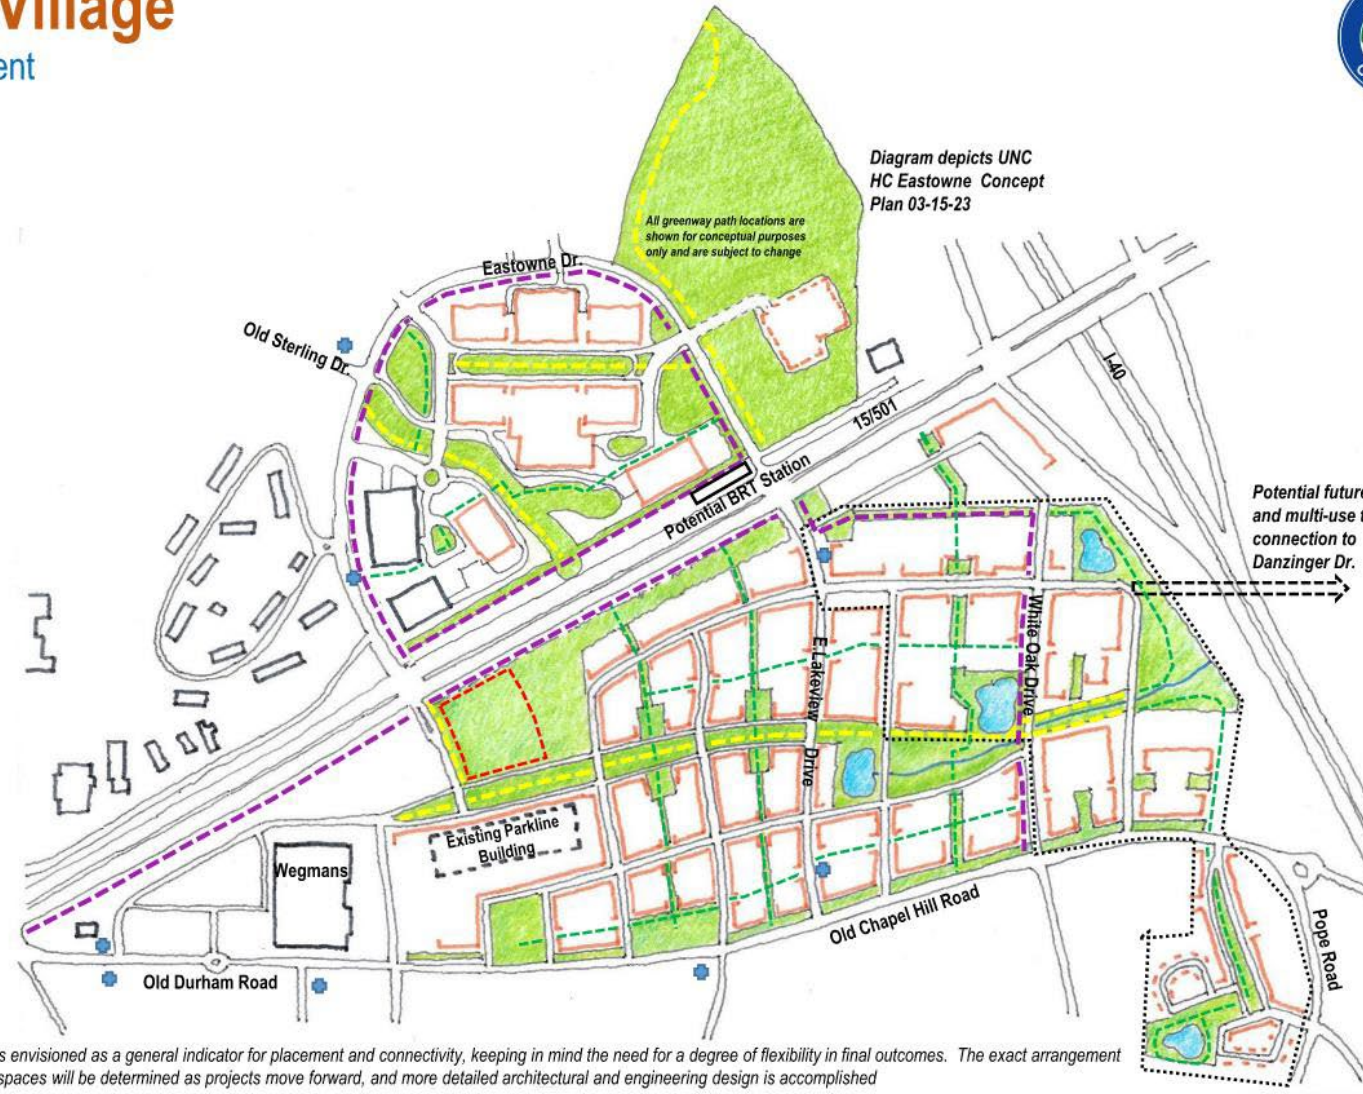 Village
ent
Diagram depicts UNC
HC Eastowne Concept
Plan 03-15-23
All greenway path locations are
shown for conceptual purposes
only and are subject to change
Eastowne Dr.
Old Sterling Dr.
I-40
15/501
Potential BRT Station
Potential future
and multi-use t
connection to
Danzinger Dr.
White Oak Drive
E.Lakeview Drive
Existing Parkline
Building
Wegmans
Old Chapel Hill Road
Pope Road
Old Durham Road
s envisioned as a general indicator for placement and connectivity, keeping in mind the need for a degree of flexibility in final outcomes. The exact arrangement
spaces will be determined as projects move forward, and more detailed architectural and engineering design is accomplished